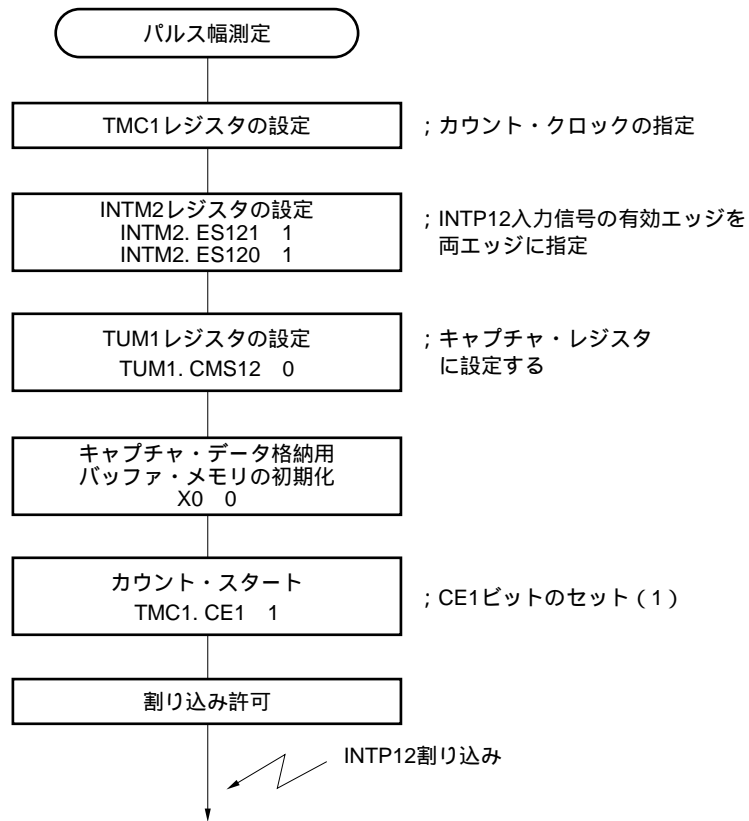 パルス幅測定
TMC1レジスタの設定
；カウント・クロックの指定
INTM2レジスタの設定
INTM2. ES121 1
INTM2. ES120 1
；INTP12入力信号の有効エッジを
両エッジに指定
TUM1レジスタの設定
TUM1. CMS12 0
；キャプチャ・レジスタ
に設定する
キャプチャ・データ格納用
バッファ・メモリの初期化
X0 0
カウント・スタート
TMC1. CE1 1
；CE1ビットのセット（1）
割り込み許可
INTP12割り込み